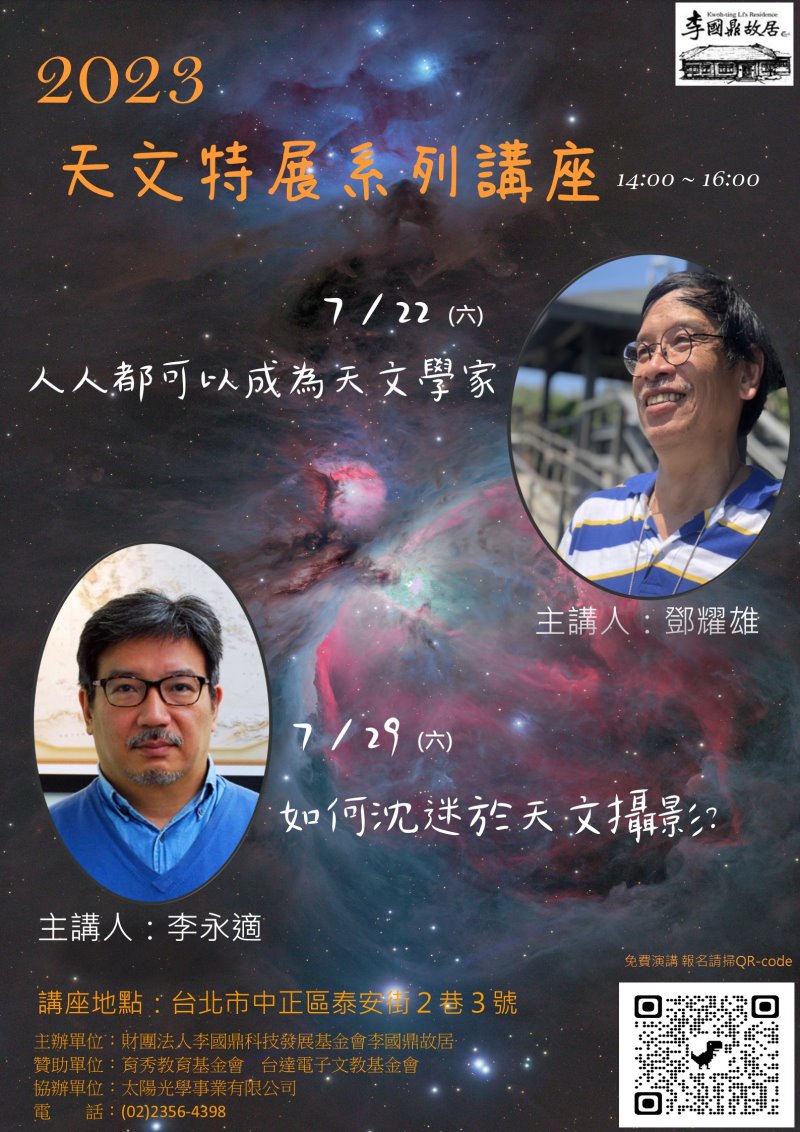 Kwoh-ting Li's Residence
李國鼎故居
2023
天文特展系列講座 14:00 ~ 16:00
7/22 (六)
人人都可以成為天文學家
主講人：鄧耀雄
7/29 (六)
如何沈迷於天文攝影?
主講人：李永適
免費演講 報名請掃QR-code
講座地點：台北市中正區泰安街2巷3號
主辦單位：財團法人李國鼎科技發展基金會李國鼎故居
贊助單位：育秀教育基金會　台達電子文教基金會
協辦單位：太陽光學事業有限公司
電　　話：(02)2356-4398